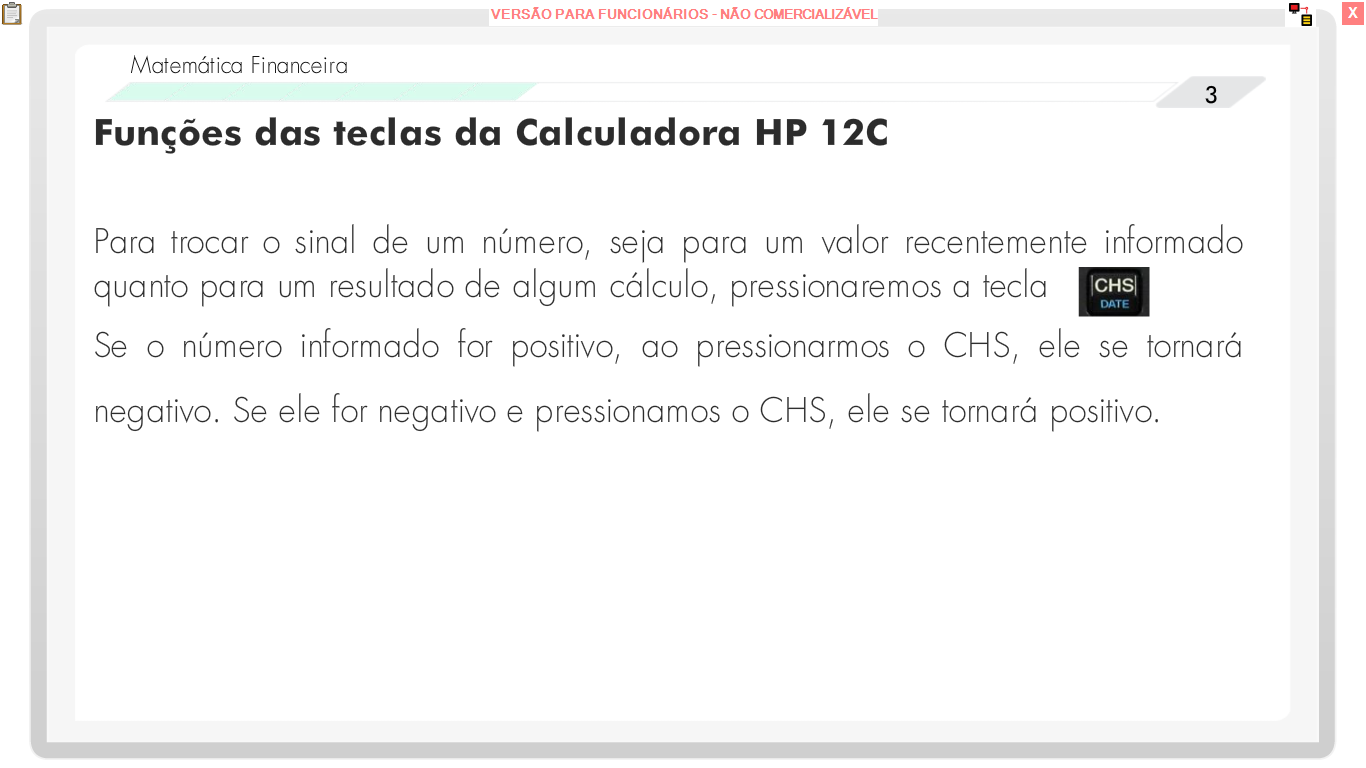 VERSÃO PARA FUNCIONÁRIOS - NÃO COMERCIALIZÁVEL
X
Matemática Financeira
3
Funções das teclas da Calculadora HP 12C
Para trocar o sinal de um número, seja para um valor recentemente informado
quanto para um resultado de algum cálculo, pressionaremos a tecla
CHS
DATE
Se o número informado for positivo, ao pressionarmos o CHS, ele se tornará
negativo. Se ele for negativo e pressionamos o CHS, ele se tornará positivo.